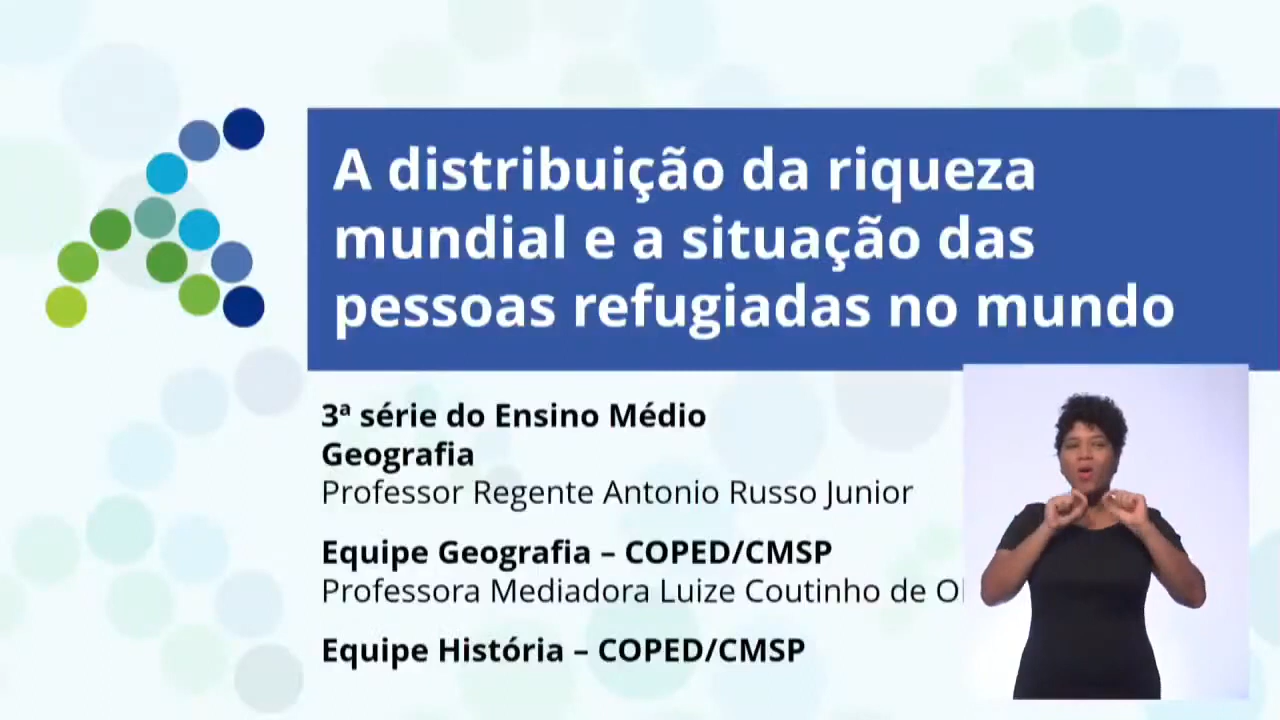 A distribuição da riqueza
mundial e a situação das
pessoas refugiadas no mundo
3ª série do Ensino Médio
Geografia
Professor Regente Antonio Russo Junior
Equipe Geografia – COPED/CMSP
Professora Mediadora Luize Coutinho de
Equipe História – COPED/CMSP